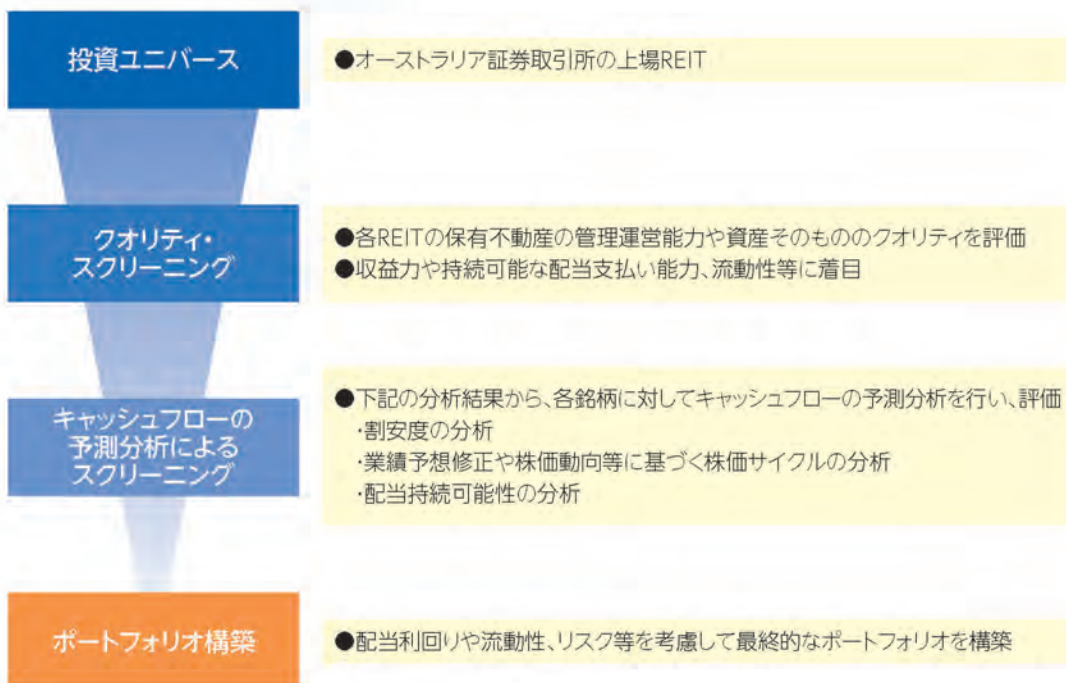 投資ユニバース
●オーストラリア証券取引所の上場REIT
クオリティ・
スクリーニング
●各REITの保有不動産の管理運営能力や資産そのもののクオリティを評価
●収益力や持続可能な配当支払い能力、流動性等に着目
キャッシュフローの
予測分析による
スクリーニング
●下記の分析結果から、各銘柄に対してキャッシュフローの予測分析を行い、評価
・割安度の分析
・業績予想修正や株価動向等に基づく株価サイクルの分析
・配当持続可能性の分析
ポートフォリオ構築
●配当利回りや流動性、リスク等を考慮して最終的なポートフォリオを構築